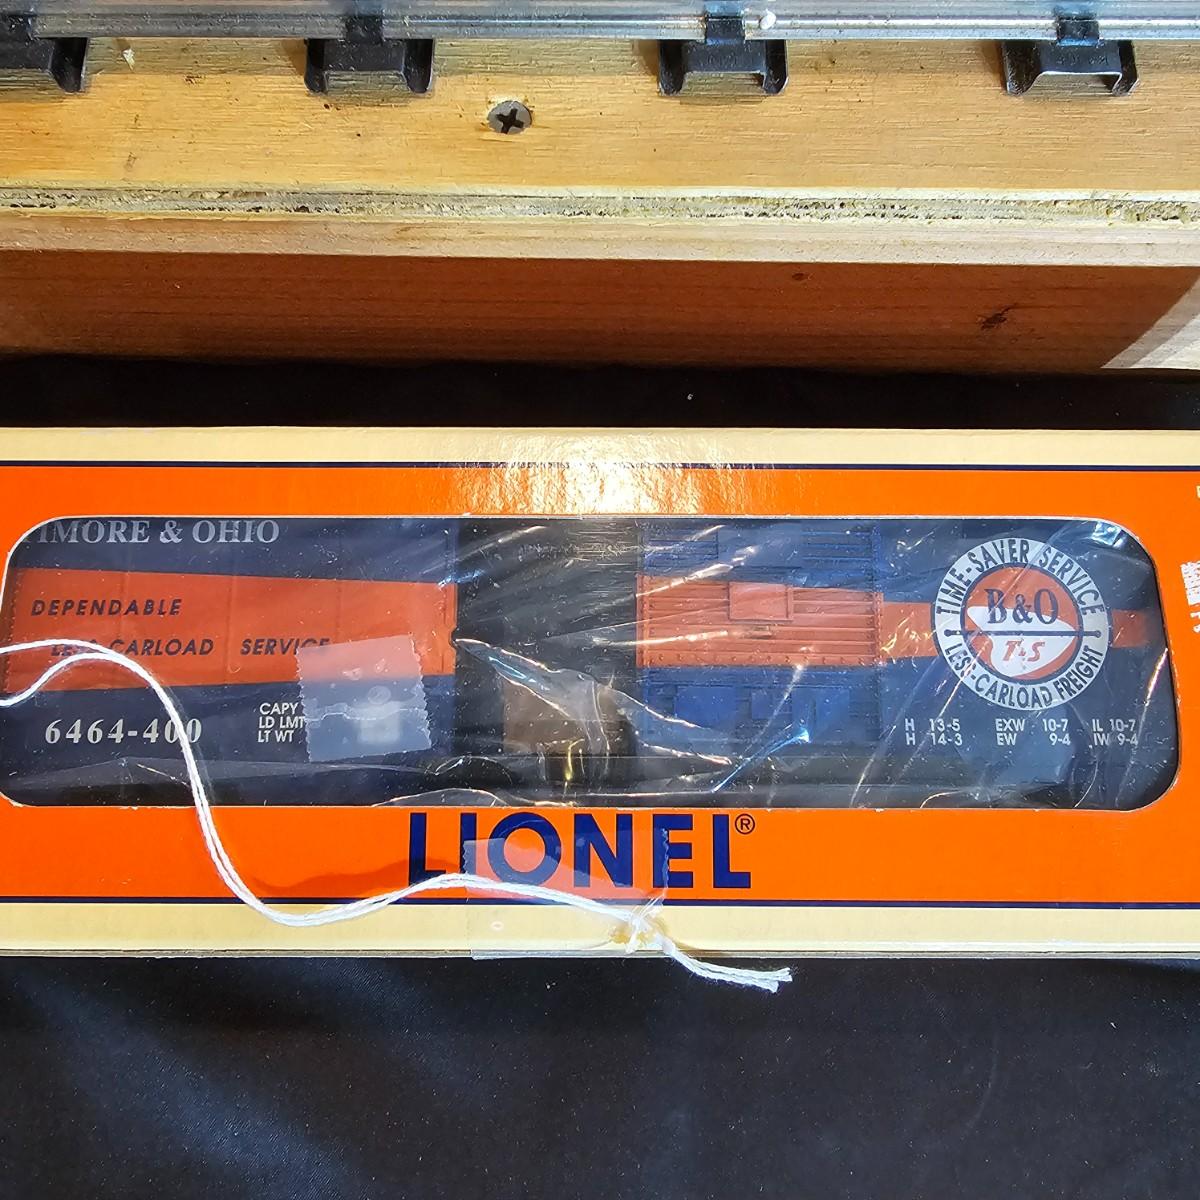 IMORE & OHIO
DEPENDABLE
LESS CARLOAD SERVICE
6464-400
CAPY
LD LMT
LT WT
TIME-SAVER SERVICE
B&O
T-S
LESS-CARLOAD FREIGHT
H 13-5 EXW 10-7 IL 10-7
H 14-3 EW 9-4 IW 9-4
LIONEL®